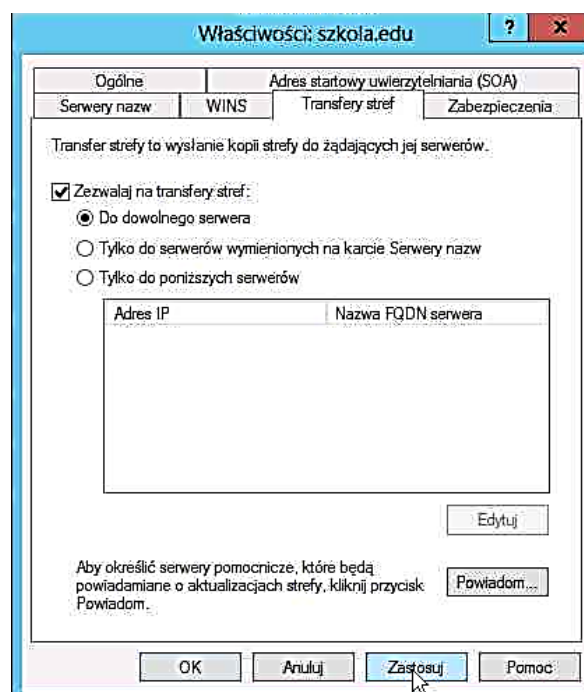 Właściwości: szkola.edu
?
x
Ogólne
Adres startowy uwierzytelniania (SOA)
Serwery nazw
WINS
Transfery stref
Zabezpieczenia
Transfer strefy to wysłanie kopii strefy do żądających jej serwerów.
Zezwalaj na transfery stref:
Do dowolnego serwera
Tylko do serwerów wymienionych na karcie Serwery nazw
Tylko do poniższych serwerów
Adres IP
Nazwa FQDN serwera
Edytuj
Aby określić serwery pomocnicze, które będą
powiadamiane o aktualizacjach strefy, kliknij przycisk
Powiadom.
Powiadom...
OK
Anuluj
Zastosuj
Pomoc